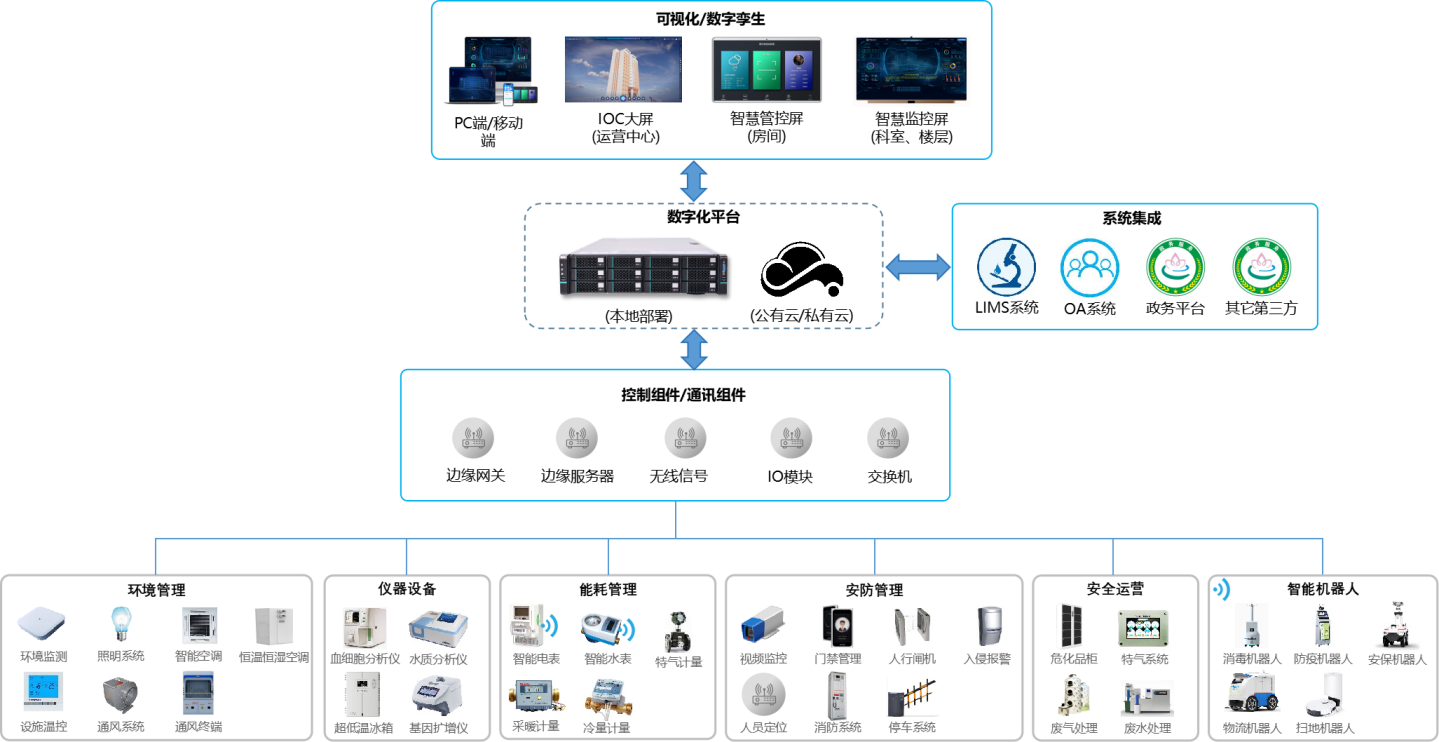 可视化/数字孪生
PC端/移动
端
IOC大屏
(运营中心)
智慧管控屏
(房间)
智慧监控屏
(科室、楼层)
数字化平台
(本地部署)
(公有云/私有云)
系统集成
LIMS系统
OA系统
政务平台
其它第三方
控制组件/通讯组件
边缘网关
边缘服务器
无线信号
IO模块
交换机
环境管理
环境监测
照明系统
智能空调
恒温恒湿空调
设施温控
通风系统
通风终端
仪器设备
血细胞分析仪
水质分析仪
超低温冰箱
基因扩增仪
能耗管理
智能电表
智能水表
特气计量
采暖计量
冷量计量
安防管理
视频监控
门禁管理
人行闸机
入侵报警
人员定位
消防系统
停车系统
安全运营
危化品柜
特气系统
废气处理
废水处理
智能机器人
消毒机器人
防疫机器人
安保机器人
物流机器人
扫地机器人